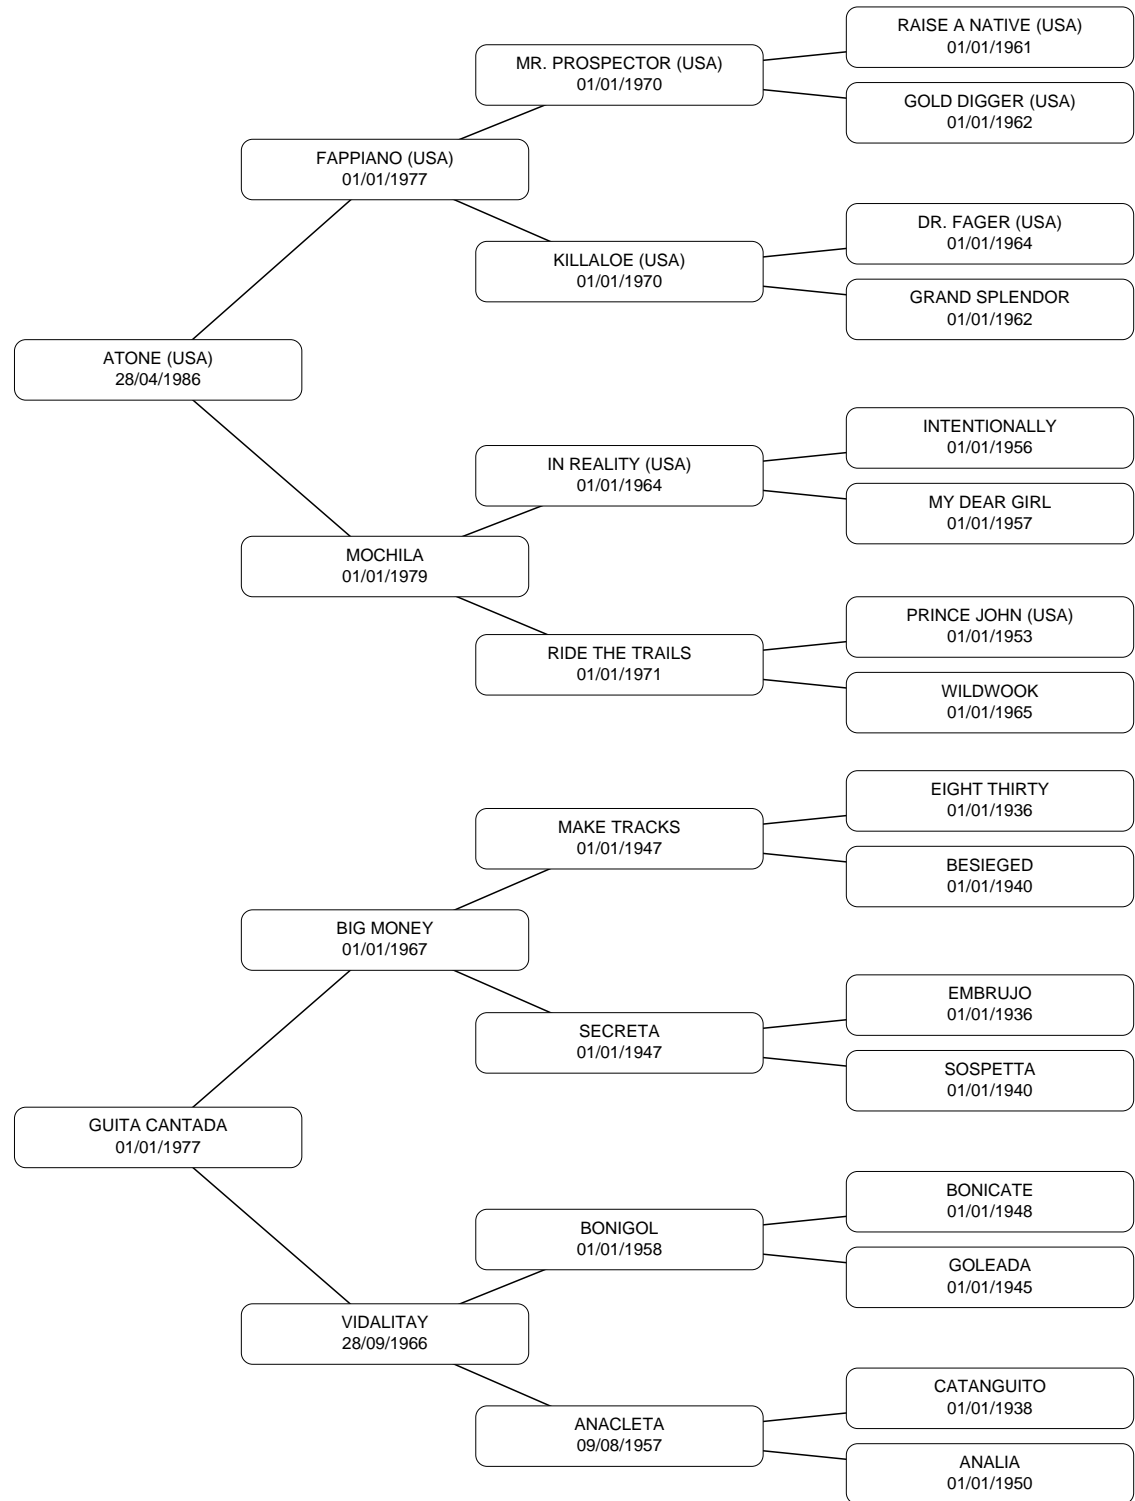 RAISE A NATIVE (USA)
01/01/1961
MR. PROSPECTOR (USA)
01/01/1970
GOLD DIGGER (USA)
01/01/1962
FAPPIANO (USA)
01/01/1977
DR. FAGER (USA)
01/01/1964
KILLALOE (USA)
01/01/1970
GRAND SPLENDOR
01/01/1962
ATONE (USA)
28/04/1986
INTENTIONALLY
01/01/1956
IN REALITY (USA)
01/01/1964
MY DEAR GIRL
01/01/1957
MOCHILA
01/01/1979
PRINCE JOHN (USA)
01/01/1953
RIDE THE TRAILS
01/01/1971
WILDWOOK
01/01/1965
EIGHT THIRTY
01/01/1936
MAKE TRACKS
01/01/1947
BESIEGED
01/01/1940
BIG MONEY
01/01/1967
EMBRUJO
01/01/1936
SECRETA
01/01/1947
SOSPETTA
01/01/1940
GUITA CANTADA
01/01/1977
BONICATE
01/01/1948
BONIGOL
01/01/1958
GOLEADA
01/01/1945
VIDALITAY
28/09/1966
CATANGUITO
01/01/1938
ANACLETA
09/08/1957
ANALIA
01/01/1950